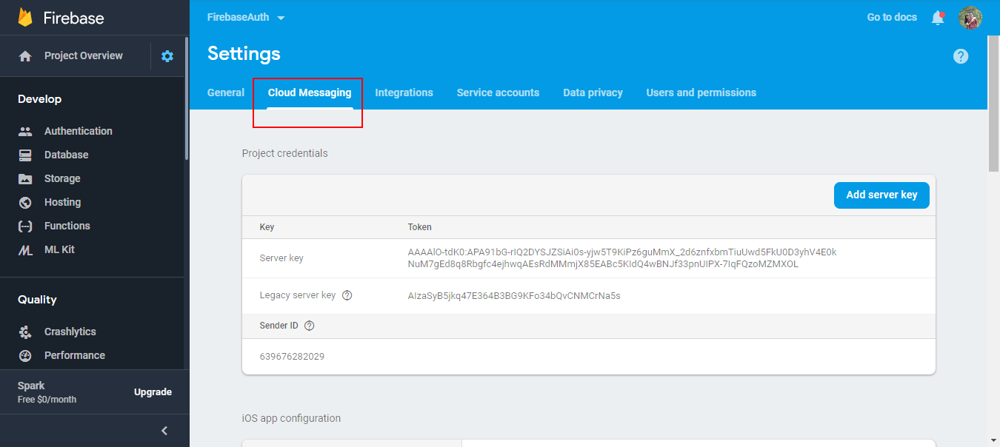 Firebase
FirebaseAuth
Go to docs
Project Overview
Settings
General
Cloud Messaging
Integrations
Service accounts
Data privacy
Users and permissions
Develop
Authentication
Database
Storage
Hosting
Functions
ML Kit
Quality
Crashlytics
Performance
Spark
Free $0/month
Upgrade
Project credentials
Add server key
Key Token
Server key AAAAlO-tdK0:APA91bG-rIQ2DYSJZSiAi0s-yjw5T9KiPz6guMmX_2d6znfxbmTiuUwd5FkU0D3yhV4E0k
NuM7gEd8q8Rbgfc4ejhwqAEsRdMMmjX85EABc5KIdQ4wBNJf33pnUIPX-7IqFQzoMZMXOL
Legacy server key AIzaSyB5jkq47E364B3BG9KFo34bQvCNMCrNa5s
Sender ID
639676282029
iOS app configuration